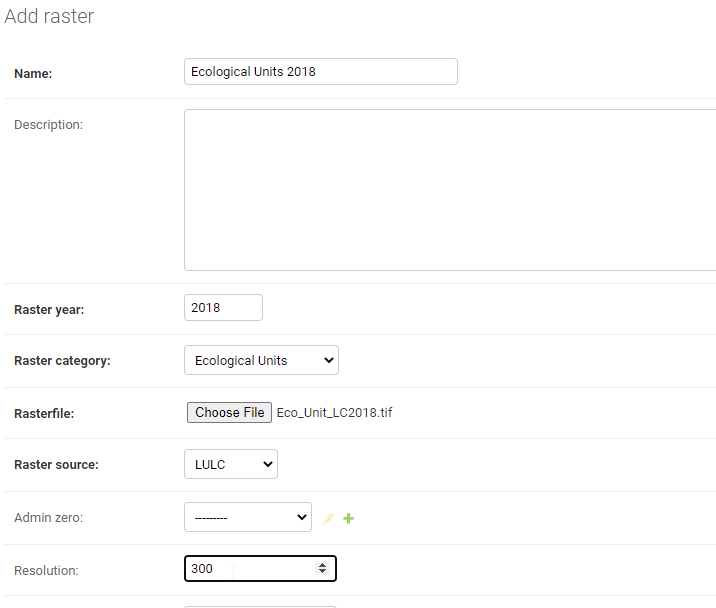 Add raster
Name: Ecological Units 2018
Description:
Raster year: 2018
Raster category: Ecological Units
Rasterfile: Choose File Eco_Unit_LC2018.tif
Raster source: LULC
Admin zero: ---------
Resolution: 300